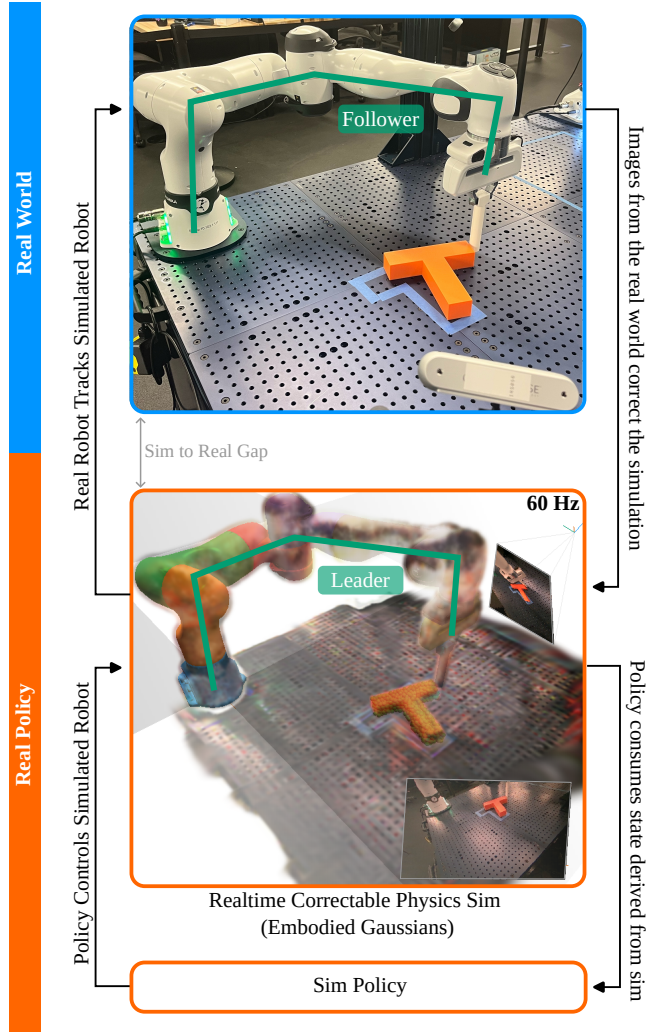 Real World
Real Robot Tracks Simulated Robot
Follower
Images from the real world correct the simulation
Sim to Real Gap
60 Hz
Leader
Real Policy
Policy Controls Simulated Robot
Policy consumes state derived from sim
Realtime Correctable Physics Sim
(Embodied Gaussians)
Sim Policy